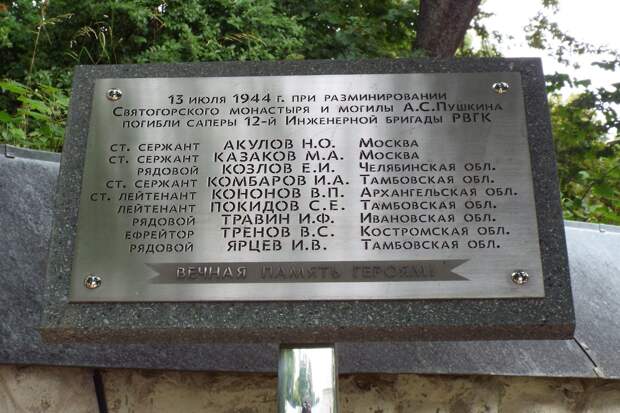 13 июля 1944 г. при разминировании
Святогорского монастыря и могилы А.С.Пушкина
погибли саперы 12-й Инженерной бригады РВГК
ст. сержант АКУЛОВ Н.О. Москва
ст. сержант КАЗАКОВ М.А. Москва
рядовой КОЗЛОВ Е.И. Челябинская обл.
ст. сержант КОМБАРОВ И.А. Тамбовская обл.
ст. лейтенант КОНОНОВ В.П. Архангельская обл.
лейтенант ПОКИДОВ С.Е. Тамбовская обл.
рядовой ТРАВИН И.Ф. Ивановская обл.
ефрейтор ТРЕНОВ В.С. Костромская обл.
рядовой ЯРЦЕВ И.В. Тамбовская обл.
ВЕЧНАЯ ПАМЯТЬ ГЕРОЯМ!